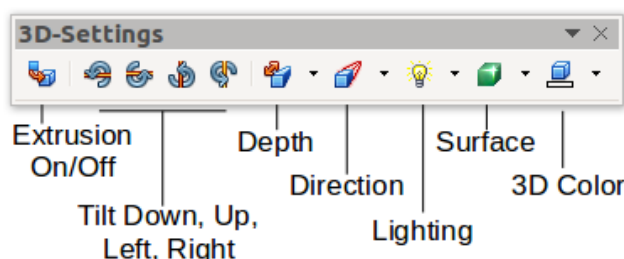 3D-Settings
Extrusion
On/Off
Tilt Down, Up,
Left, Right
Depth
Direction
Lighting
Surface
3D Color